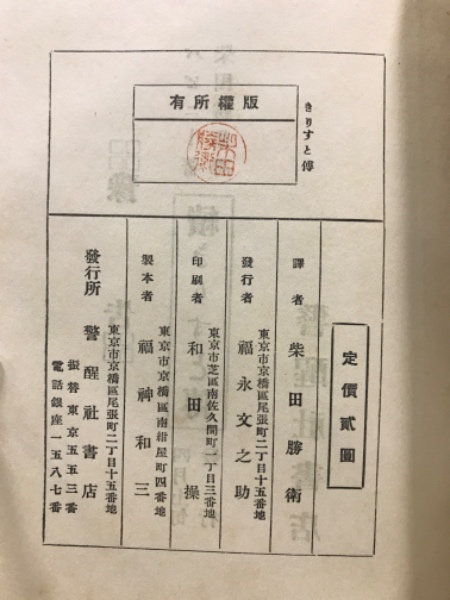 版權所有
柴田勝衛
きりすと傳
定價貳圓
譯者 柴田勝衛
東京市京橋區尾張町二丁目十五番地
發行者 福永文之助
東京市芝區南佐久間町一丁目三番地
印刷者 和田操
東京市京橋區南紺屋町四番地
製本者 福神和三
東京市京橋區尾張町二丁目十五番地
發行所 警醒社書店
振替東京五五三番
電話銀座一五八七番